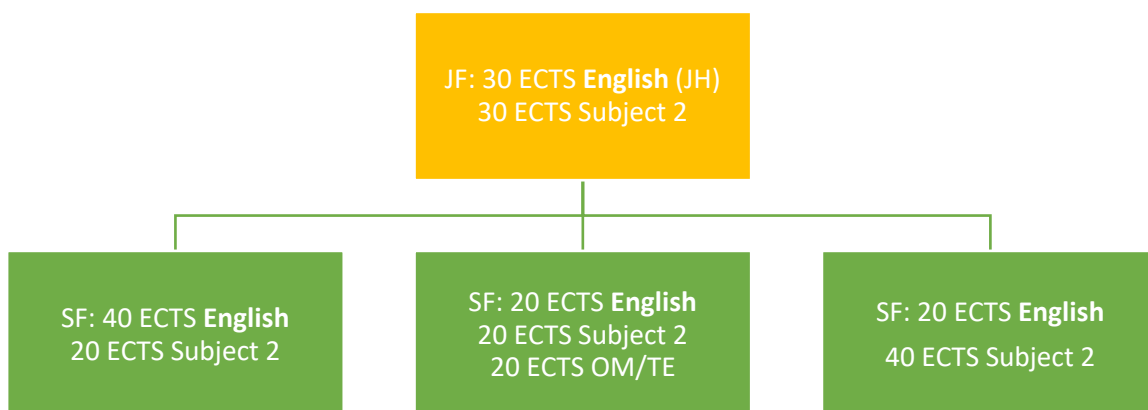 JF: 30 ECTS English (JH)
30 ECTS Subject 2
SF: 40 ECTS English
20 ECTS Subject 2
SF: 20 ECTS English
20 ECTS Subject 2
20 ECTS OM/TE
SF: 20 ECTS English
40 ECTS Subject 2